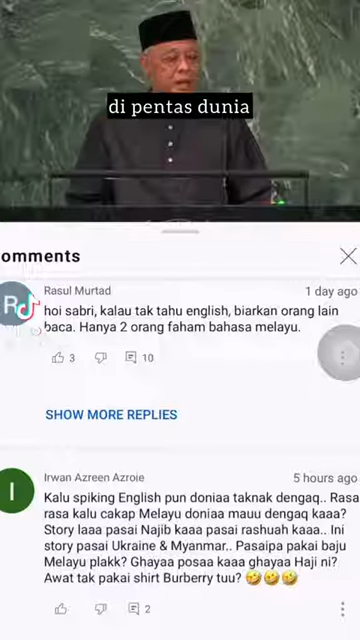 di pentas dunia
omments
R
Rasul Murtad
1 day ago
hoi sabri, kalau tak tahu english, biarkan orang lain
baca. Hanya 2 orang faham bahasa melayu.
3
10
SHOW MORE REPLIES
I
Irwan Azreen Azroie
5 hours ago
Kalu spiking English pun doniaa taknak dengaq.. Rasa
rasa kalu cakap Melayu doniaa mauu dengaq kaaa?
Story laaa pasai Najib kaaa pasai rashuah kaaa.. Ini
story pasai Ukraine & Myanmar.. Pasaipa pakai baju
Melayu plakk? Ghayaa posaa kaaa ghayaa Haji ni?
Awat tak pakai shirt Burberry tuu? 🤣🤣🤣
2